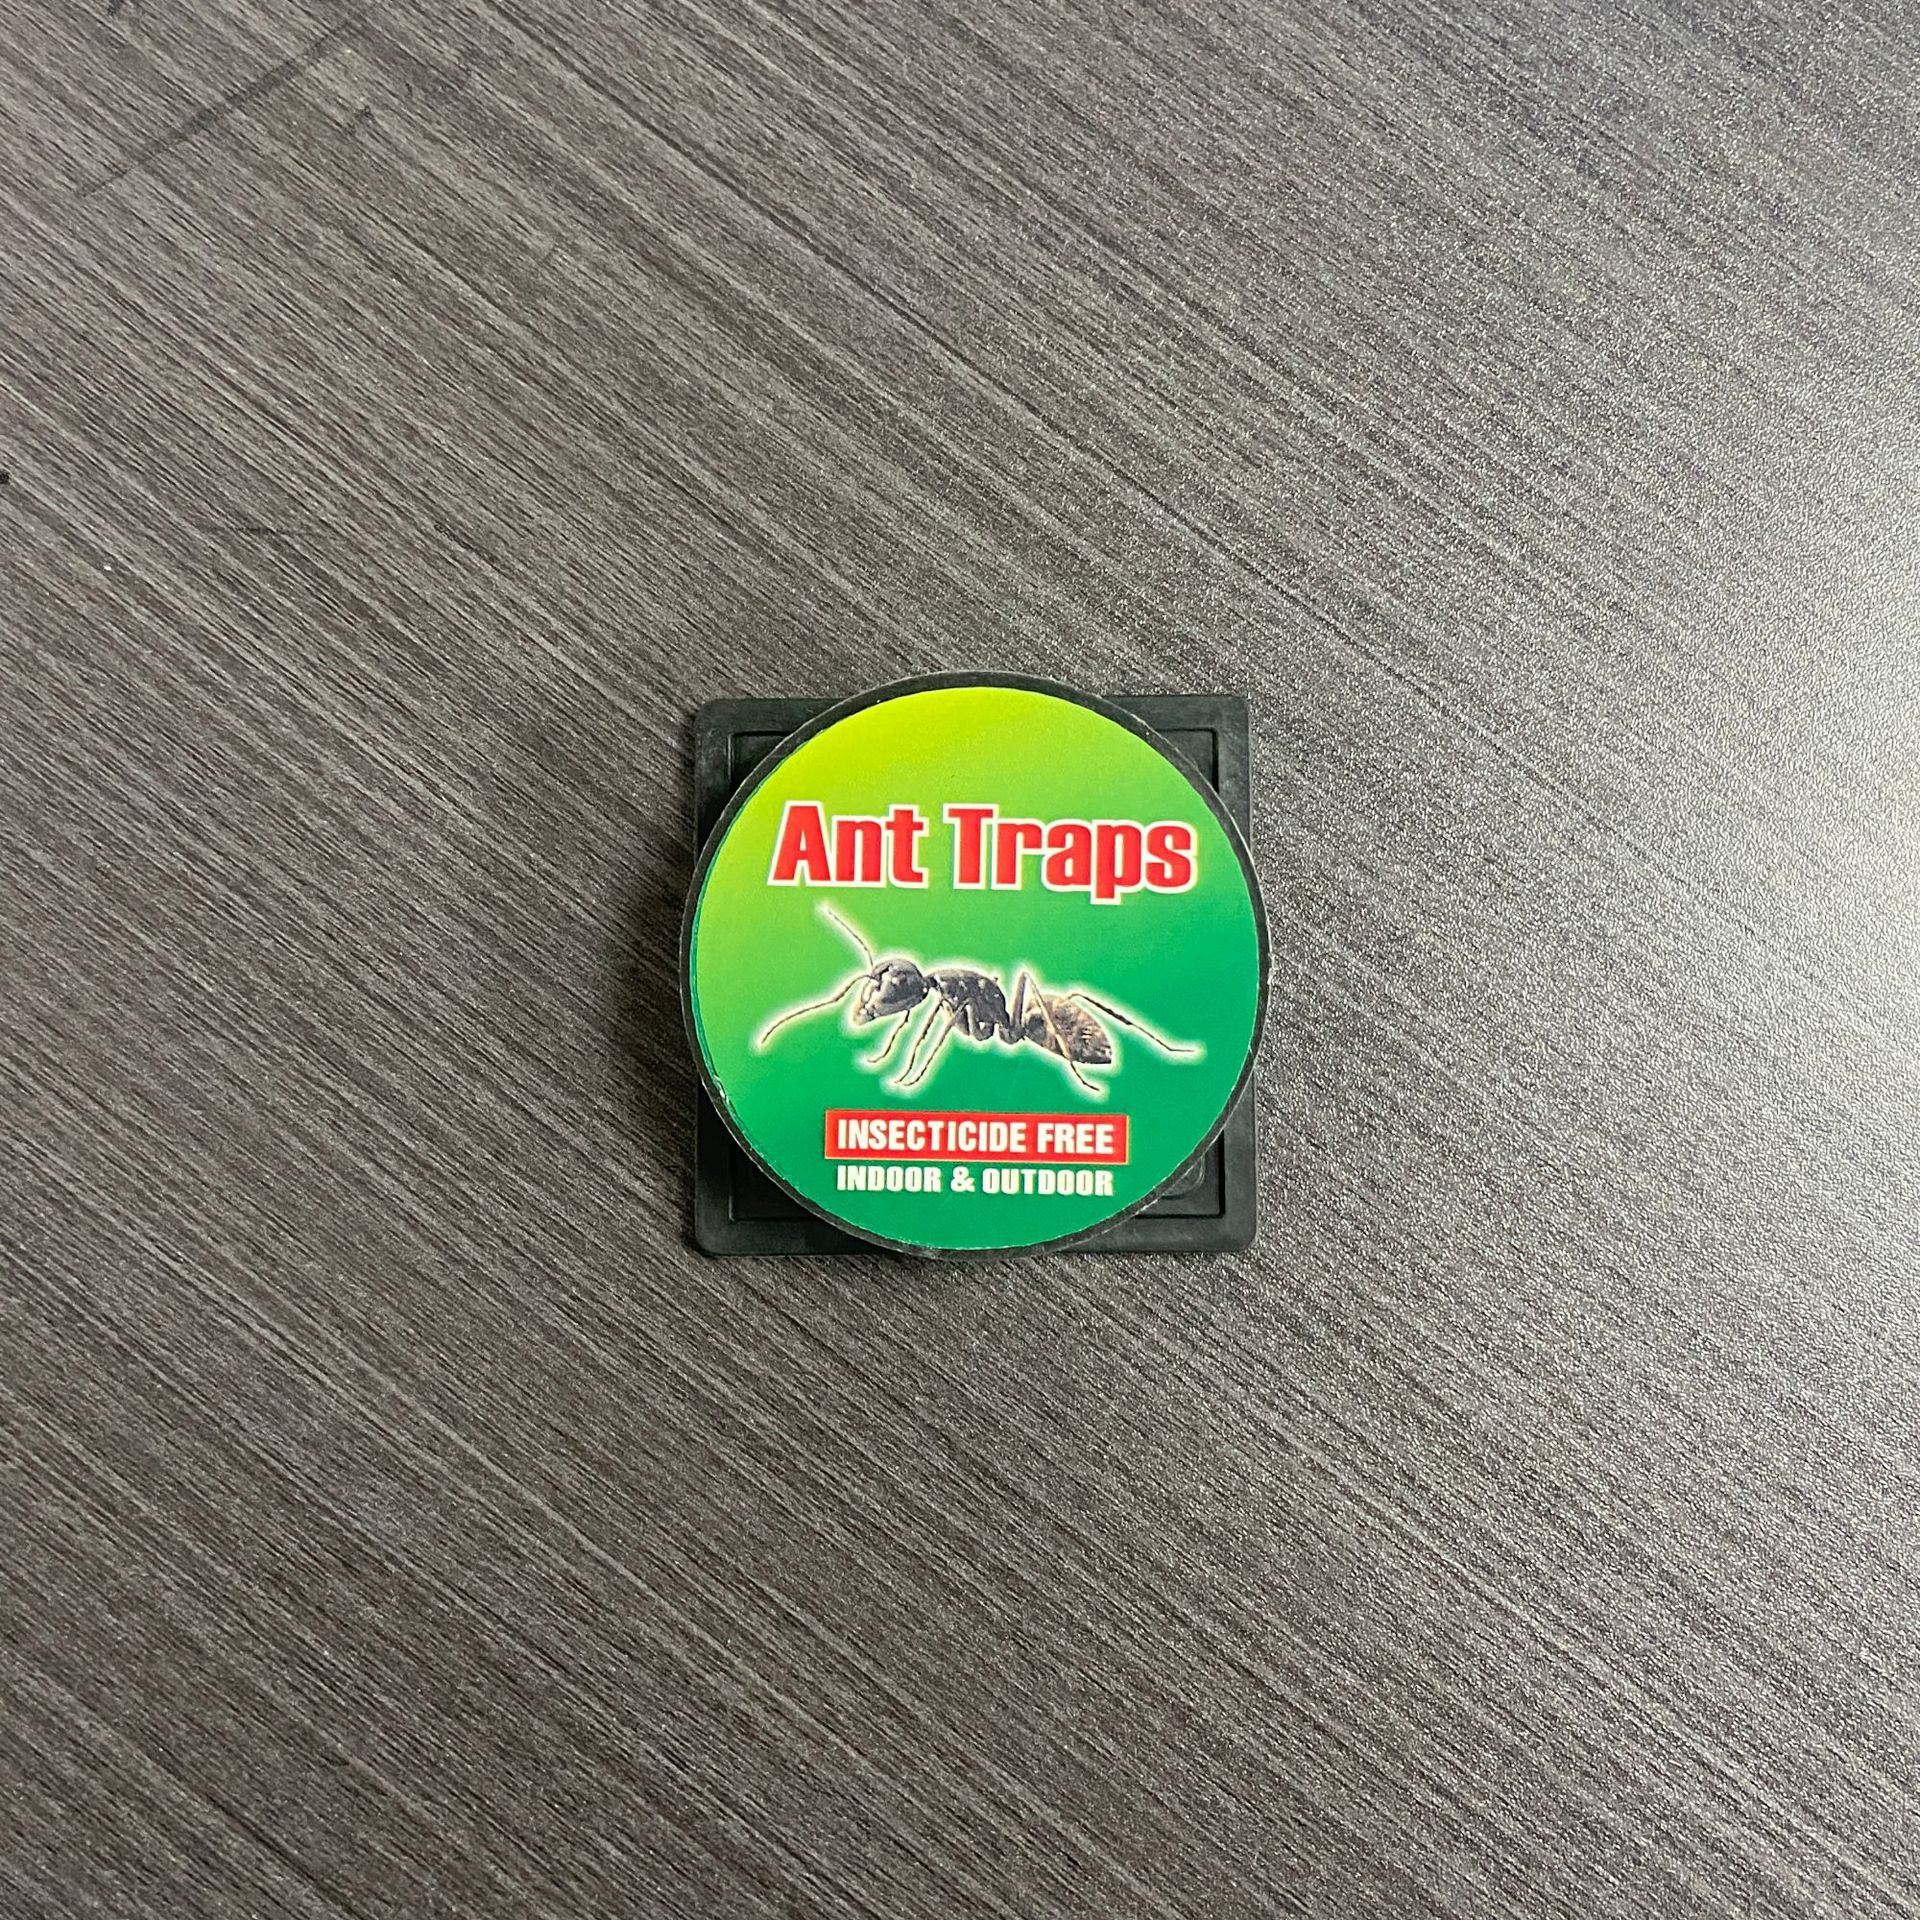 Ant Traps
INSECTICIDE FREE
INDOOR & OUTDOOR